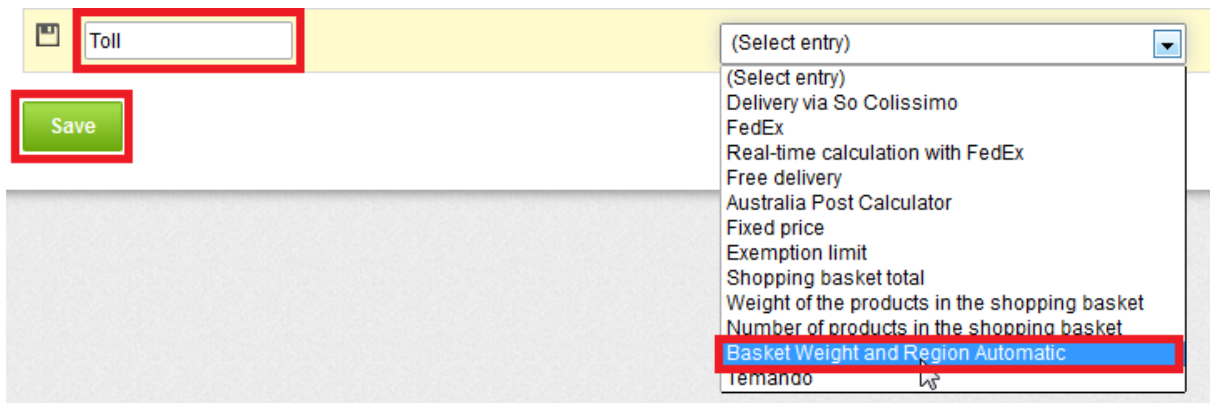 Toll
(Select entry)
Save
(Select entry)
Delivery via So Colissimo
FedEx
Real-time calculation with FedEx
Free delivery
Australia Post Calculator
Fixed price
Exemption limit
Shopping basket total
Weight of the products in the shopping basket
Number of products in the shopping basket
Basket Weight and Region Automatic
Temando